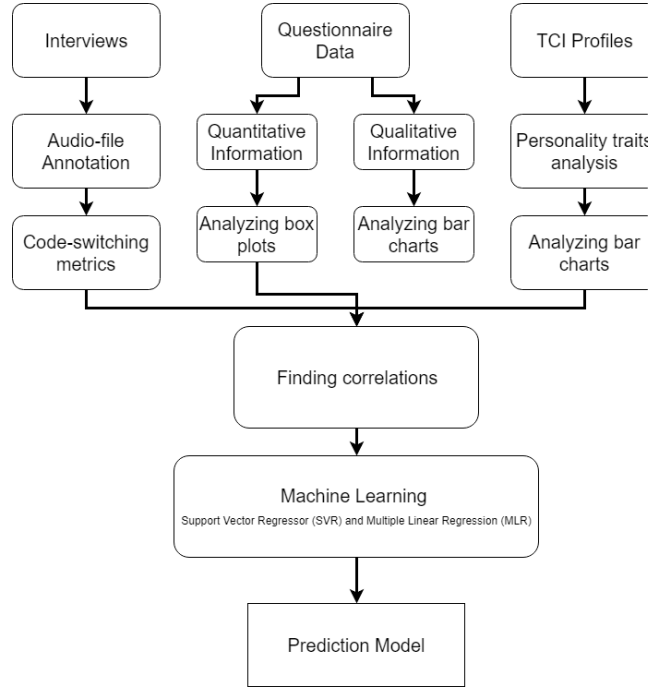 Interviews
Questionnaire
Data
TCI Profiles
Audio-file
Annotation
Quantitative
Information
Qualitative
Information
Personality traits
analysis
Code-switching
metrics
Analyzing box
plots
Analyzing bar
charts
Analyzing bar
charts
Finding correlations
Machine Learning
Support Vector Regressor (SVR) and Multiple Linear Regression (MLR)
Prediction Model